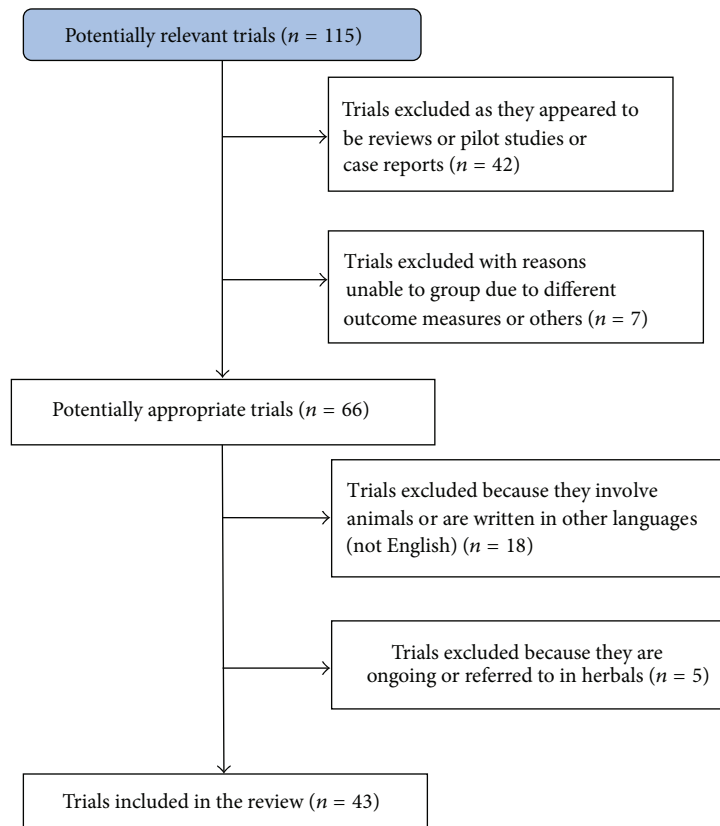 Potentially relevant trials (n = 115)
Trials excluded as they appeared to
be reviews or pilot studies or
case reports (n = 42)
Trials excluded with reasons
unable to group due to different
outcome measures or others (n = 7)
Potentially appropriate trials (n = 66)
Trials excluded because they involve
animals or are written in other languages
(not English) (n = 18)
Trials excluded because they are
ongoing or referred to in herbals (n = 5)
Trials included in the review (n = 43)